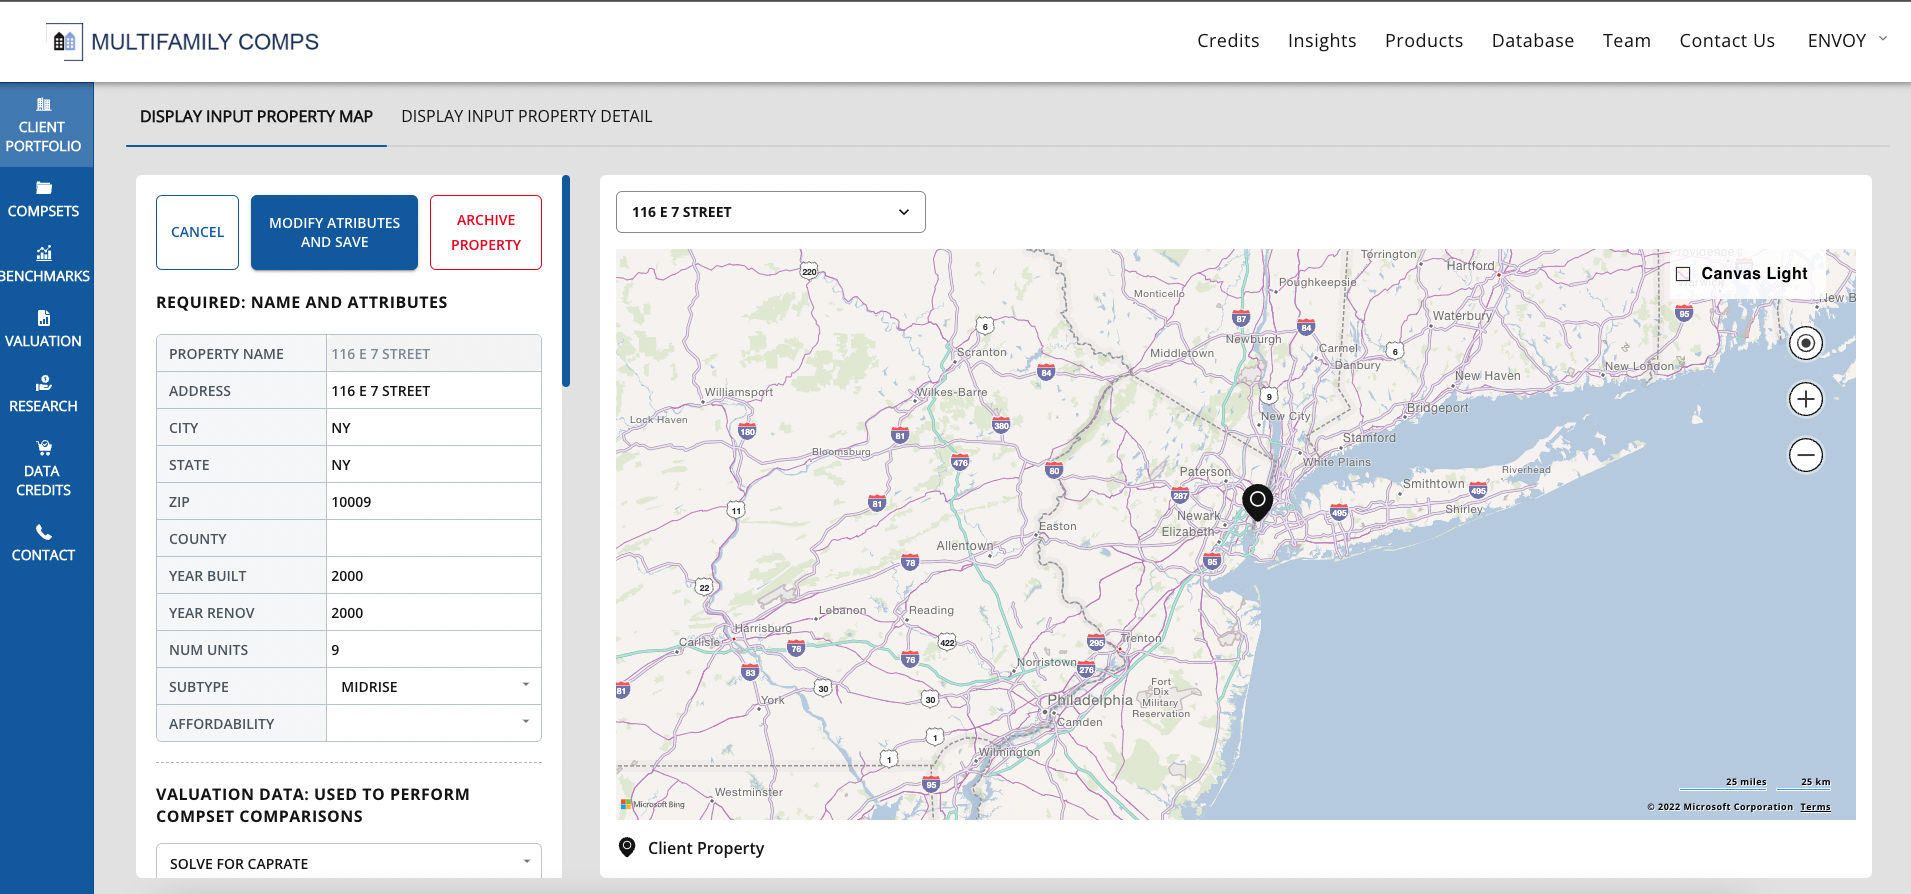 MULTIFAMILY COMPS
Credits
Insights
Products
Database
Team
Contact Us
ENVOY
CLIENT
PORTFOLIO
COMPSETS
BENCHMARKS
VALUATION
RESEARCH
DATA
CREDITS
CONTACT
DISPLAY INPUT PROPERTY MAP
DISPLAY INPUT PROPERTY DETAIL
CANCEL
MODIFY ATRIBUTES
AND SAVE
ARCHIVE
PROPERTY
REQUIRED: NAME AND ATTRIBUTES
PROPERTY NAME 116 E 7 STREET
ADDRESS 116 E 7 STREET
CITY NY
STATE NY
ZIP 10009
COUNTY
YEAR BUILT 2000
YEAR RENOV 2000
NUM UNITS 9
SUBTYPE MIDRISE
AFFORDABILITY
VALUATION DATA: USED TO PERFORM
COMPSET COMPARISONS
SOLVE FOR CAPRATE
116 E 7 STREET
Torrington
Hartford
Providence
Canvas Light
220
Monticello
Poughkeepsie
New B
6
87
84
Waterbury
95
Newburgh
Scranton
Middletown
Carmel
6
Danbury
84
New London
New Haven
Williamsport
Wilkes-Barre
9
Bridgeport
Lock Haven
180
81
380
New City
Stamford
Bloomsburg
476
80
White Plains
Paterson
Riverhead
Smithtown
495
287
81
11
Newark
495
Shirley
Easton
Elizabeth
Allentown
78
95
22
Lebanon
Reading
Harrisburg
Carlisle
76
422
295
Trenton
76
Norristown
276
83
81
30
30
York
Philadelphia
Fort
Dix
Military
Reservation
Camden
1
1
Wilmington
95
Westminster
Microsoft Bing
25 miles
25 km
© 2022 Microsoft Corporation
Terms
Client Property